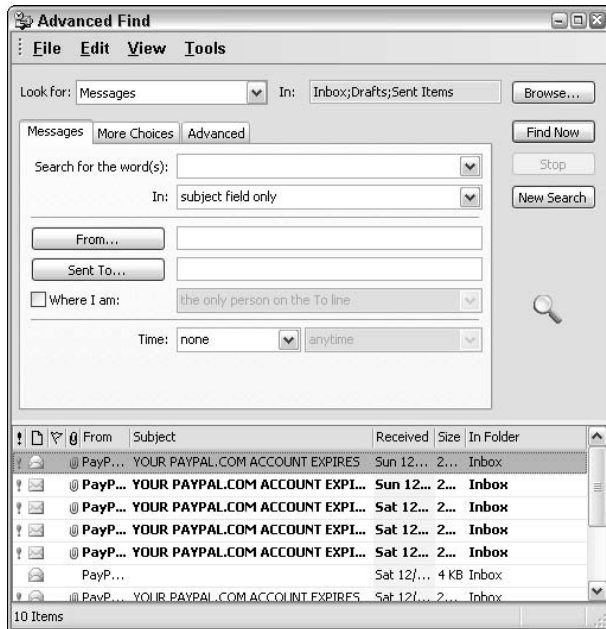 Advanced Find
File Edit View Tools
Look for: Messages In: Inbox;Drafts;Sent Items Browse...
Messages More Choices Advanced Find Now
Search for the word(s): Stop
In: subject field only New Search
From...
Sent To...
Where I am: the only person on the To line
Time: none anytime
! From Subject Received Size In Folder
PayP... YOUR PAYPAL.COM ACCOUNT EXPIRES Sun 12... 2... Inbox
PayP... YOUR PAYPAL.COM ACCOUNT EXPI... Sun 12... 2... Inbox
PayP... YOUR PAYPAL.COM ACCOUNT EXPI... Sat 12... 2... Inbox
PayP... YOUR PAYPAL.COM ACCOUNT EXPI... Sat 12... 2... Inbox
PayP... YOUR PAYPAL.COM ACCOUNT EXPI... Sat 12... 2... Inbox
PayP... Sat 12/... 4 KB Inbox
PayP... YOUR PAYPAL.COM ACCOUNT EXPIRES Sat 12/... 2... Inbox
10 Items